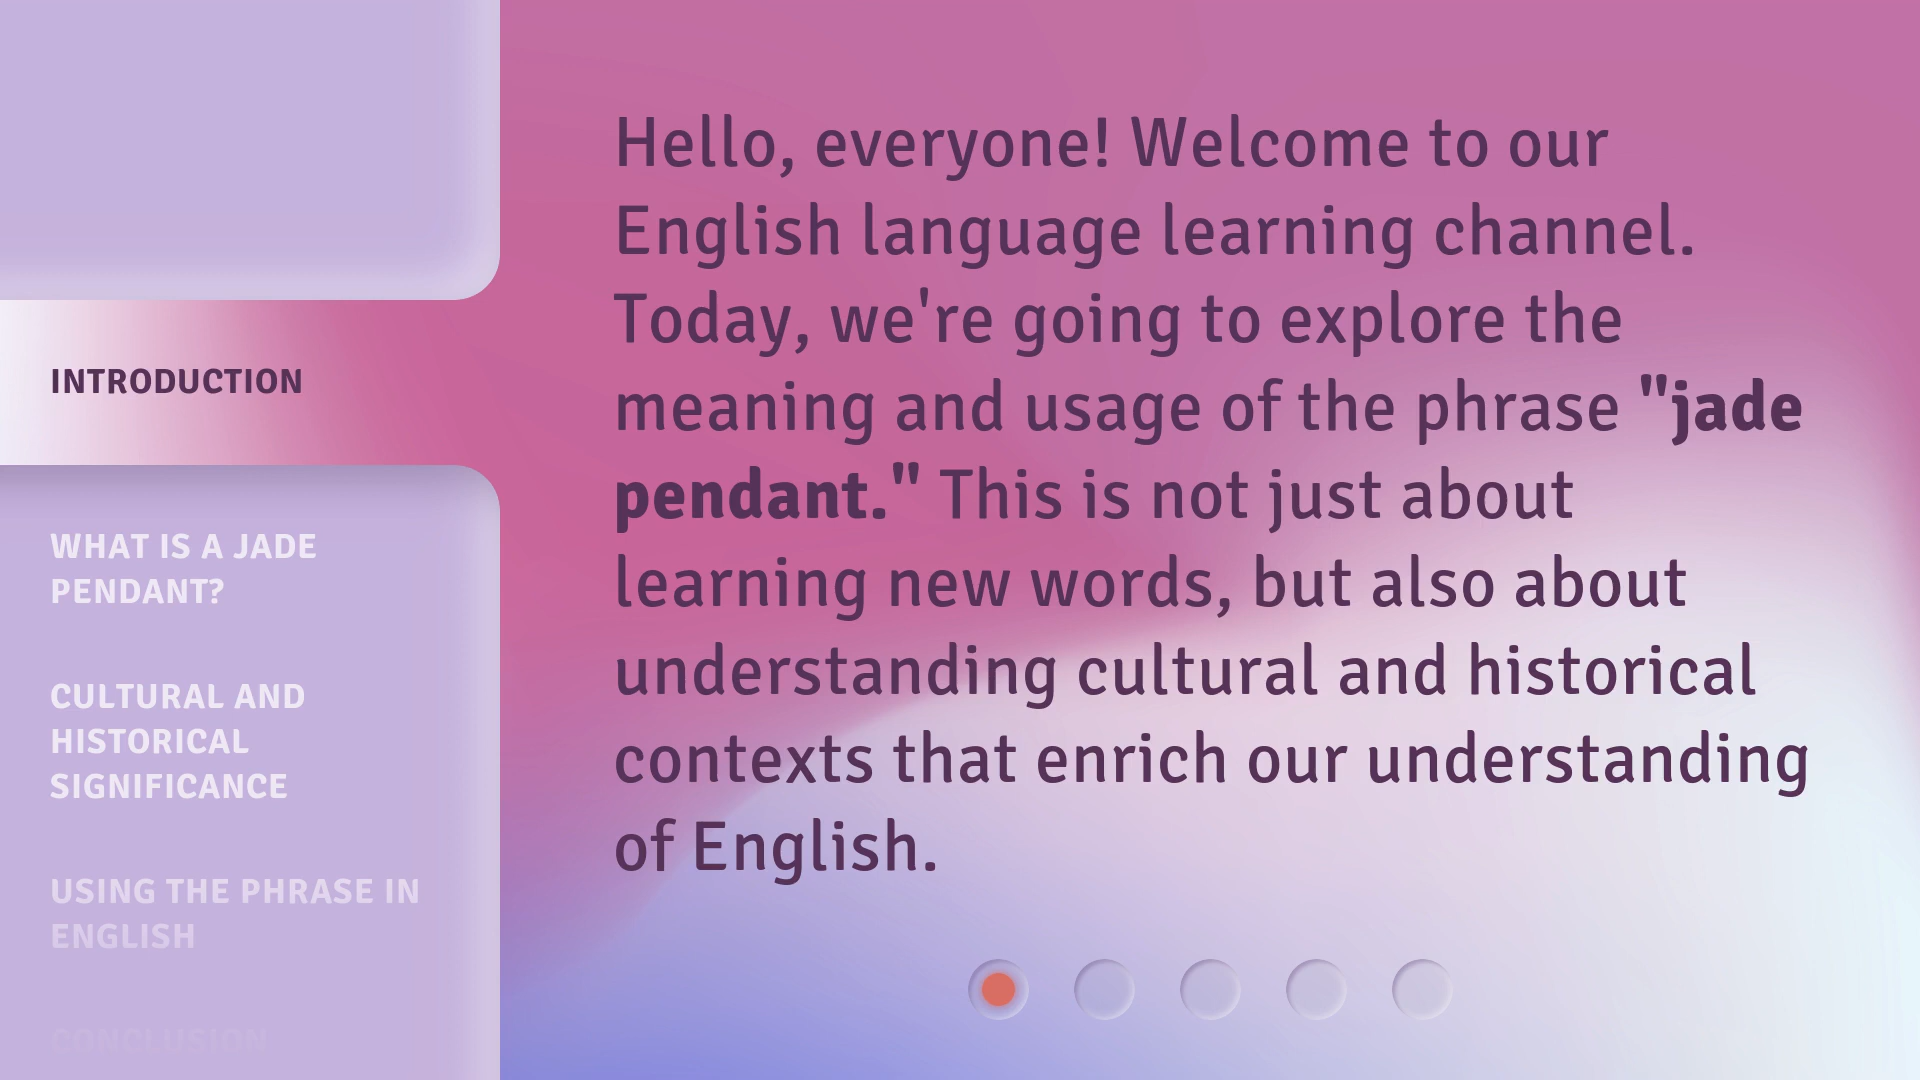 INTRODUCTION
WHAT IS A JADE
PENDANT?
CULTURAL AND
HISTORICAL
SIGNIFICANCE
USING THE PHRASE IN
ENGLISH
CONCLUSION
Hello, everyone! Welcome to our
English language learning channel.
Today, we're going to explore the
meaning and usage of the phrase "jade
pendant." This is not just about
learning new words, but also about
understanding cultural and historical
contexts that enrich our understanding
of English.